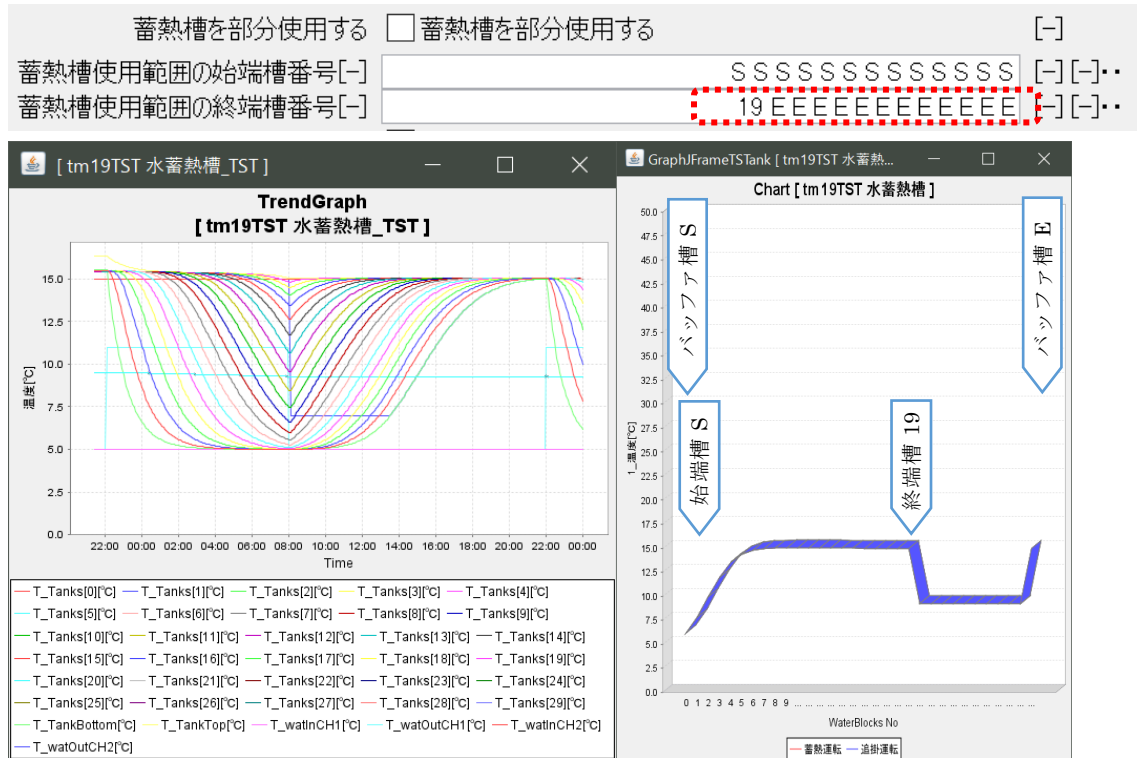 蓄熱槽を部分使用する □ 蓄熱槽を部分使用する [-]
蓄熱槽使用範囲の始端槽番号[-] S S S S S S S S S S S S S [-] [-]‥
蓄熱槽使用範囲の終端槽番号[-] 19 E E E E E E E E E E E E [-] [-]‥
[ tm19TST 水蓄熱槽_TST ]
TrendGraph
[ tm19TST 水蓄熱槽_TST ]
15.0
12.5
10.0
7.5
5.0
2.5
0.0
温度[℃]
22:00 00:00 02:00 04:00 06:00 08:00 10:00 12:00 14:00 16:00 18:00 20:00 22:00 00:00
Time
T_Tanks[0][℃] T_Tanks[1][℃] T_Tanks[2][℃] T_Tanks[3][℃] T_Tanks[4][℃]
T_Tanks[5][℃] T_Tanks[6][℃] T_Tanks[7][℃] T_Tanks[8][℃] T_Tanks[9][℃]
T_Tanks[10][℃] T_Tanks[11][℃] T_Tanks[12][℃] T_Tanks[13][℃] T_Tanks[14][℃]
T_Tanks[15][℃] T_Tanks[16][℃] T_Tanks[17][℃] T_Tanks[18][℃] T_Tanks[19][℃]
T_Tanks[20][℃] T_Tanks[21][℃] T_Tanks[22][℃] T_Tanks[23][℃] T_Tanks[24][℃]
T_Tanks[25][℃] T_Tanks[26][℃] T_Tanks[27][℃] T_Tanks[28][℃] T_Tanks[29][℃]
T_TankBottom[℃] T_TankTop[℃] T_watInCH1[℃] T_watOutCH1[℃] T_watInCH2[℃]
T_watOutCH2[℃]
GraphJFrameTSTank [ tm19TST 水蓄熱...
Chart [ tm19TST 水蓄熱槽 ]
50.0
47.5
45.0
42.5
40.0
37.5
35.0
32.5
30.0
27.5
25.0
22.5
20.0
17.5
15.0
12.5
10.0
7.5
5.0
2.5
0.0
1_温度[℃]
バッファ槽 S
バッファ槽 E
始端槽 S
終端槽 19
0 1 2 3 4 5 6 7 8 9 ... ... ... ... ... ... ... ... ... ... ... ... ... ... ... ... ... ... ... ... ... ...
WaterBlocks No
蓄熱運転 追掛運転